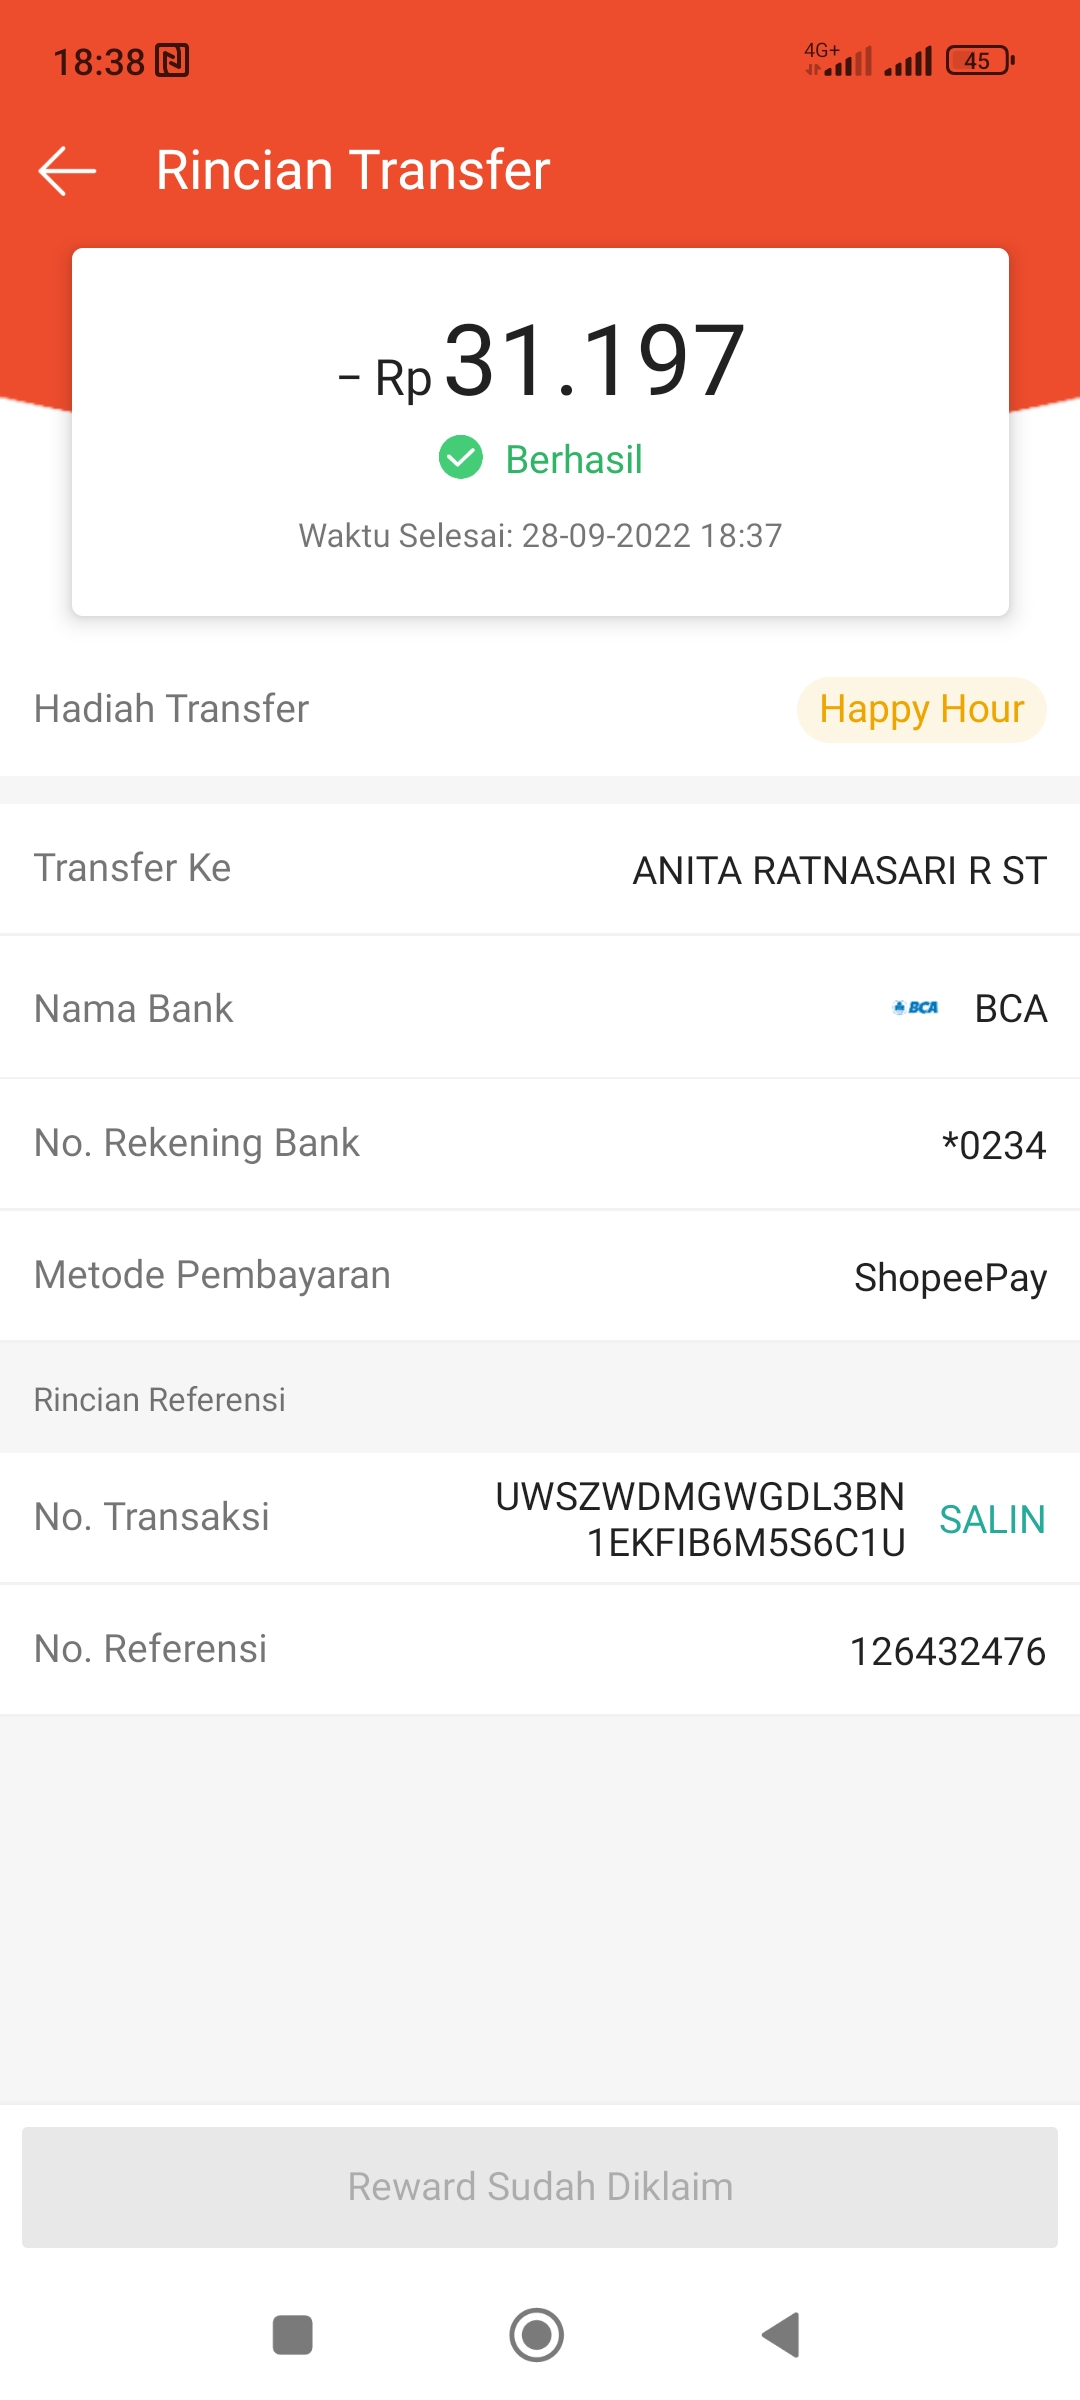 18:38
4G+
45
Rincian Transfer
- Rp 31.197
Berhasil
Waktu Selesai: 28-09-2022 18:37
Hadiah Transfer
Happy Hour
Transfer Ke
ANITA RATNASARI R ST
Nama Bank
BCA BCA
No. Rekening Bank
*0234
Metode Pembayaran
ShopeePay
Rincian Referensi
No. Transaksi
UWSZWDMGWGDL3BN
1EKFIB6M5S6C1U
SALIN
No. Referensi
126432476
Reward Sudah Diklaim